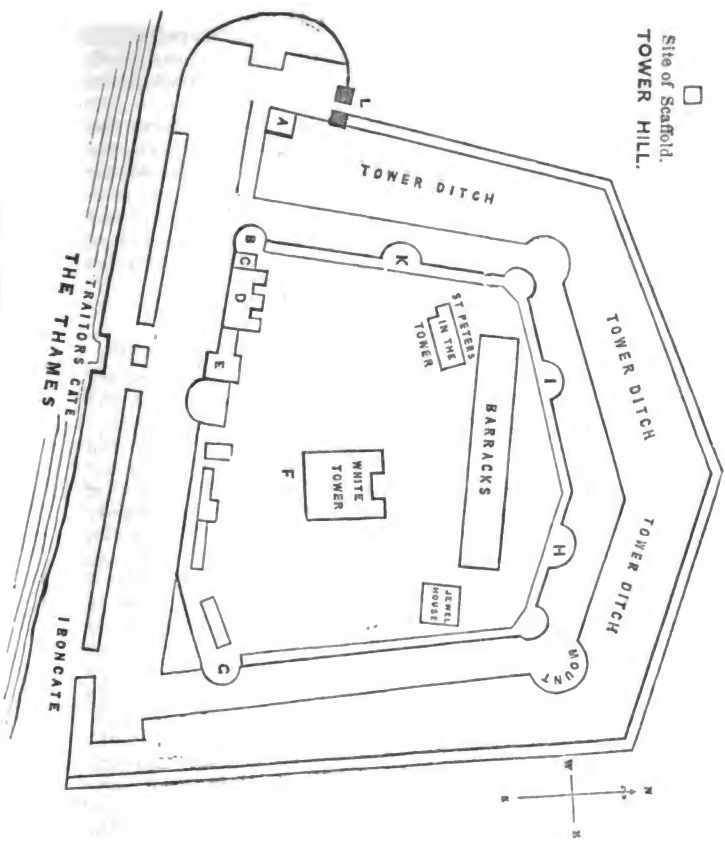 Site of Scaffold.
TOWER HILL.
L
A
TOWER DITCH
TOWER DITCH
TOWER DITCH
B
C
D
E
K
ST PETERS
IN THE
TOWER
I
BARRACKS
H
WHITE
TOWER
F
JEWEL
HOUSE
MOUNT
G
TRAITORS GATE
THE THAMES
IRONGATE
N
W
E
S